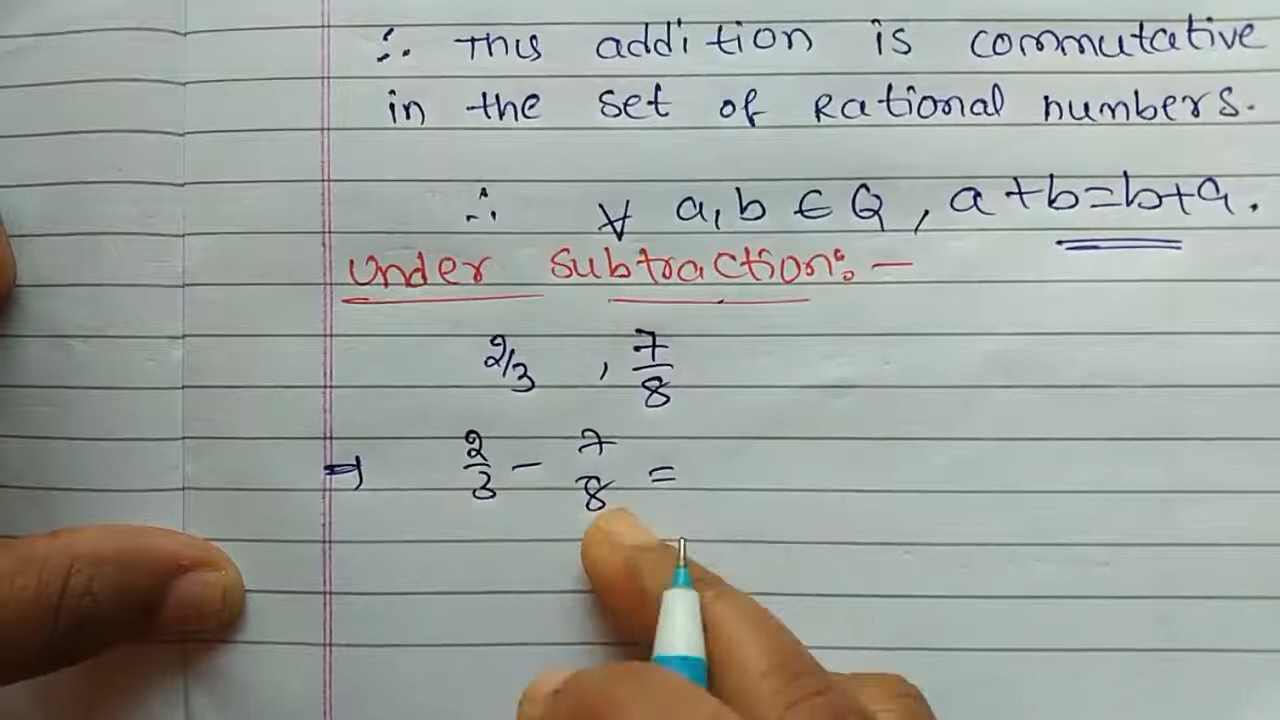 ∴ This addition is commutative
in the set of Rational numbers.
∴ ∀ a, b ∈ Q, a+b=b+a.
Under Subtraction:-
2/3 , 7/8
⇒ 2/3 - 7/8 =